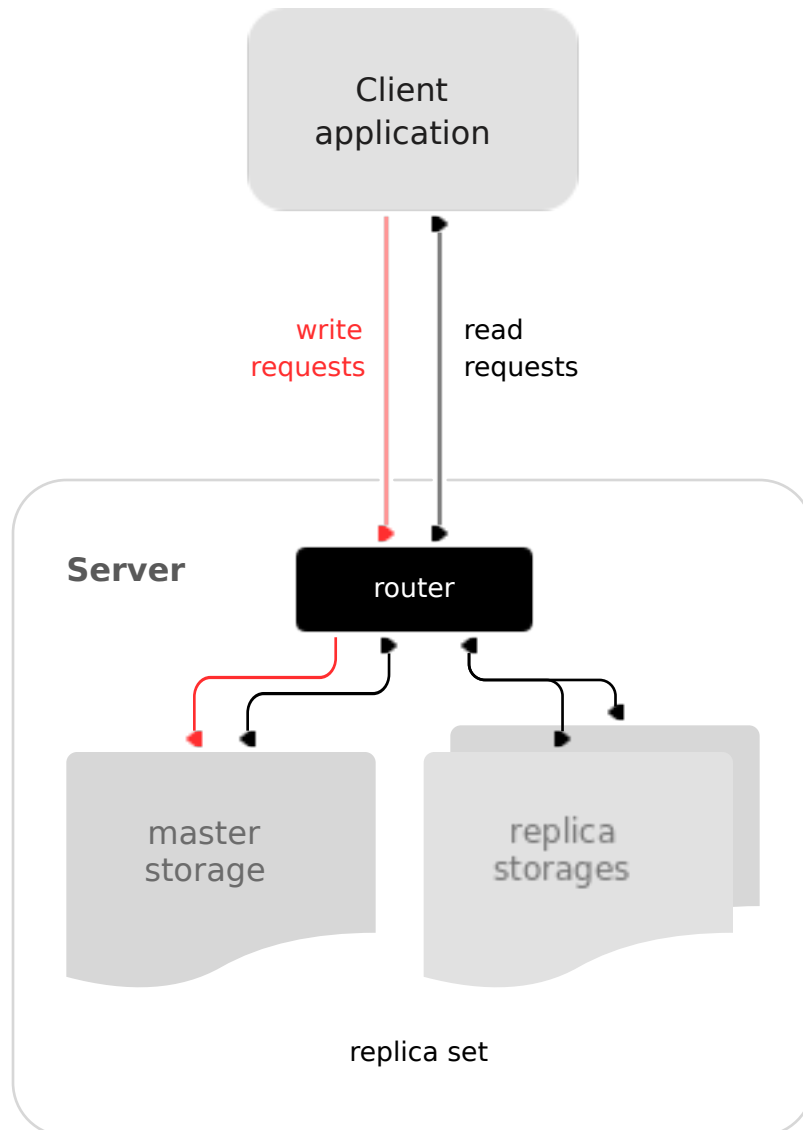 Client
application
write
requests
read
requests
Server
router
master
storage
replica
storages
replica set